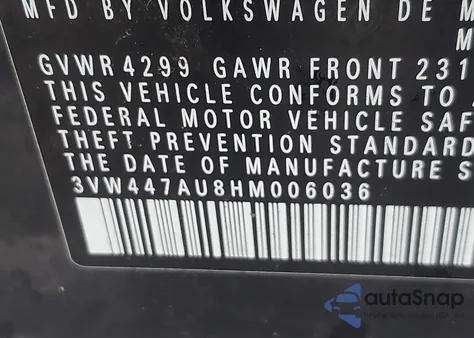 MFD BY VOLKSWAGEN DE M
M
GVWR 4299 GAWR FRONT 231
THIS VEHICLE CONFORMS TO
FEDERAL MOTOR VEHICLE SAF
THEFT PREVENTION STANDARD
THE DATE OF MANUFACTURE S
3VW447AU8HM006036
autoSnap